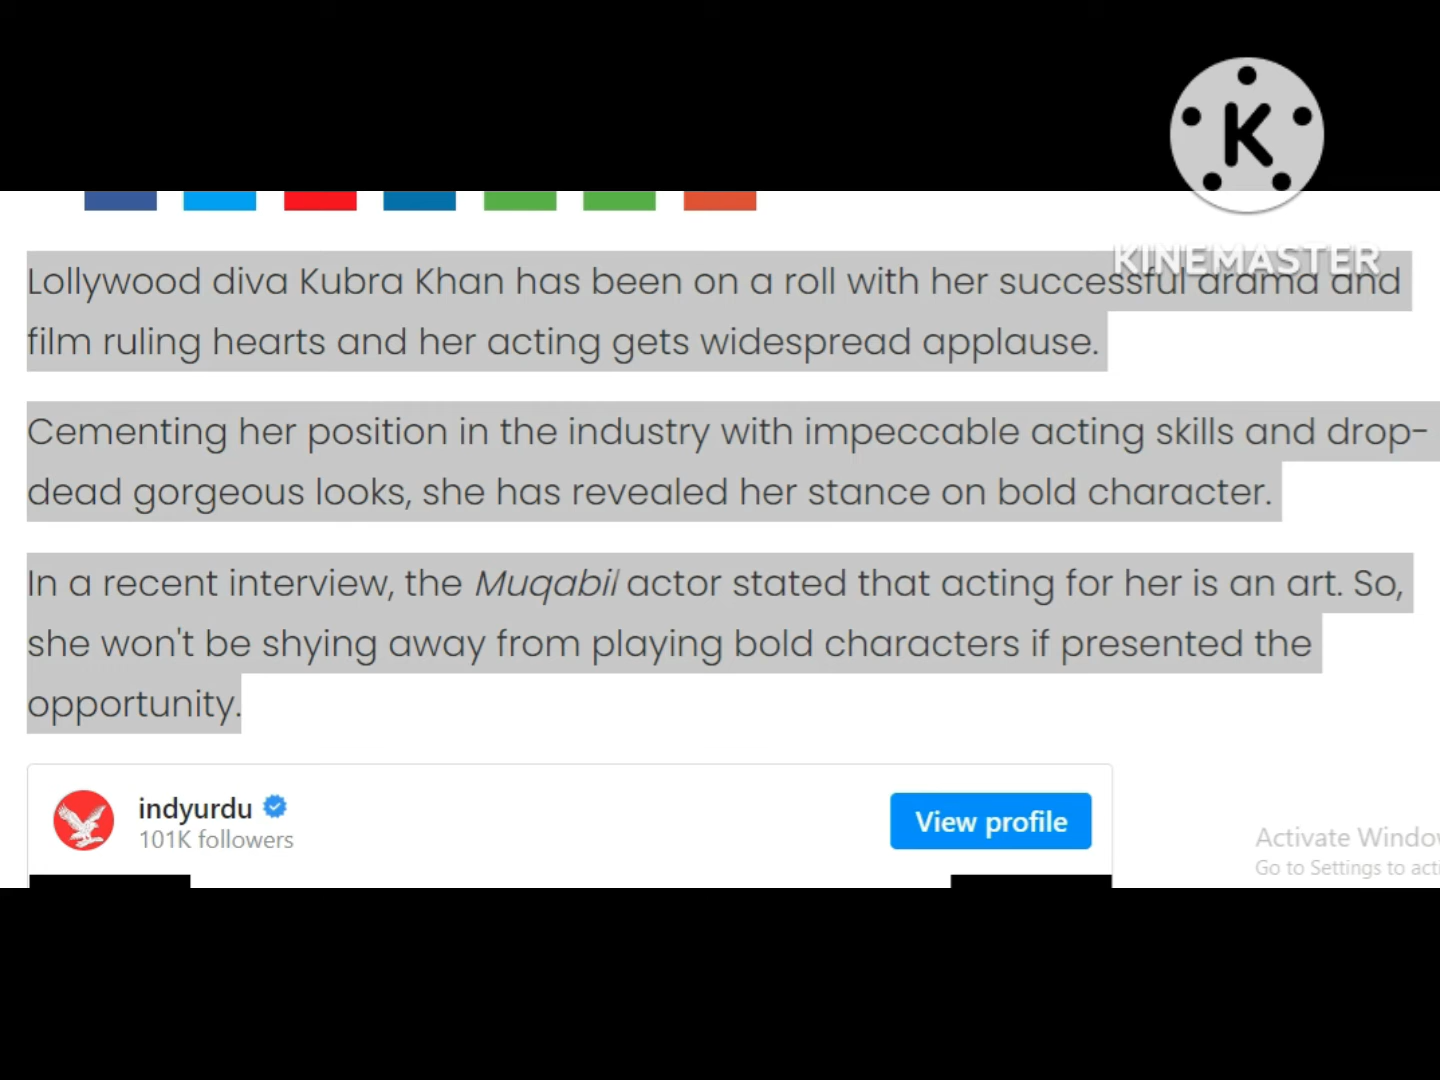 K
KINEMASTER
Lollywood diva Kubra Khan has been on a roll with her successful drama and
film ruling hearts and her acting gets widespread applause.
Cementing her position in the industry with impeccable acting skills and drop-
dead gorgeous looks, she has revealed her stance on bold character.
In a recent interview, the Muqabil actor stated that acting for her is an art. So,
she won't be shying away from playing bold characters if presented the
opportunity.
indyurdu
101K followers
View profile
Activate
Go to Settings to